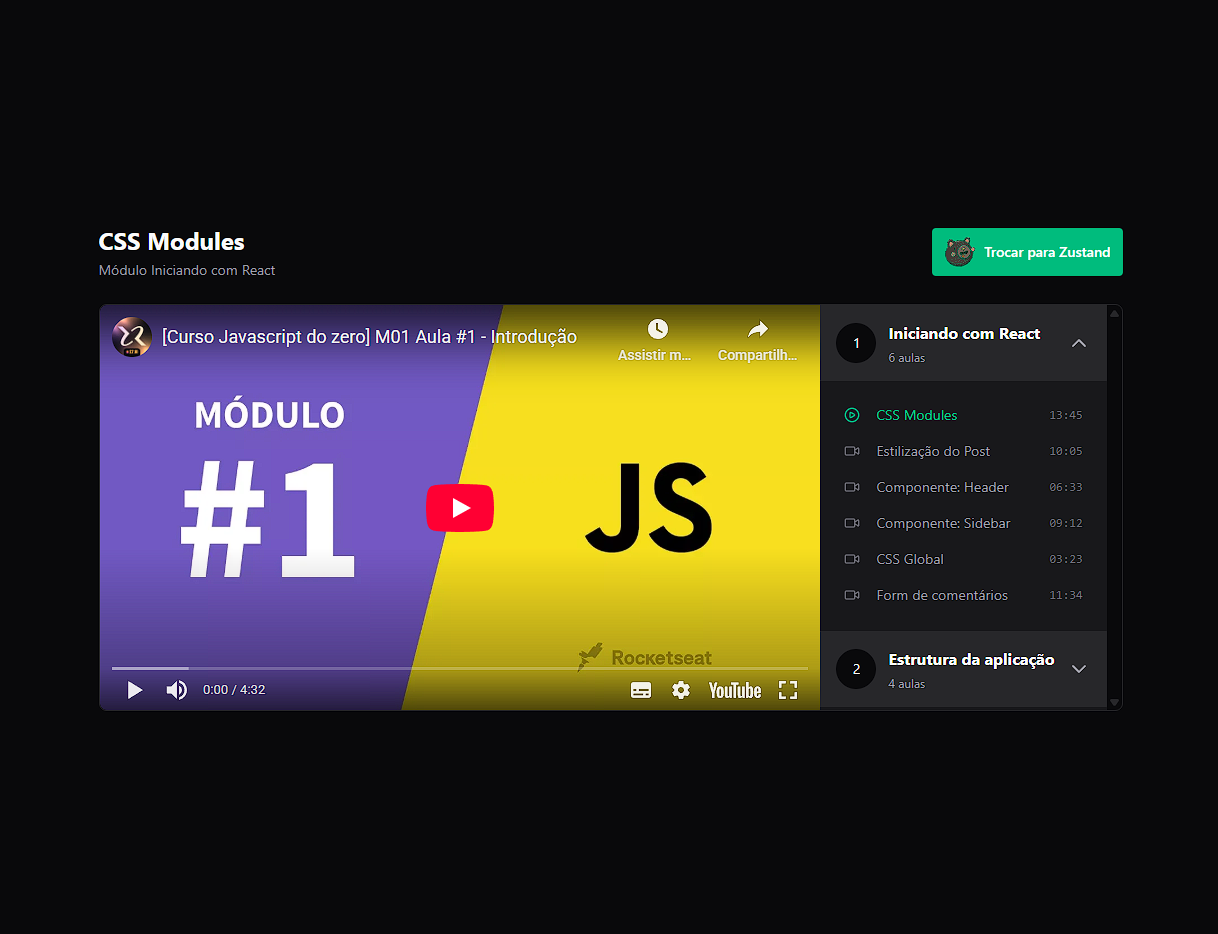 CSS Modules
Módulo Iniciando com React
Trocar para Zustand
[Curso Javascript do zero] M01 Aula #1 - Introdução
Assistir m...
Compartilh...
MÓDULO
#1
JS
Rocketseat
0:00 / 4:32
YouTube
1
Iniciando com React
6 aulas
CSS Modules 13:45
Estilização do Post 10:05
Componente: Header 06:33
Componente: Sidebar 09:12
CSS Global 03:23
Form de comentários 11:34
2
Estrutura da aplicação
4 aulas